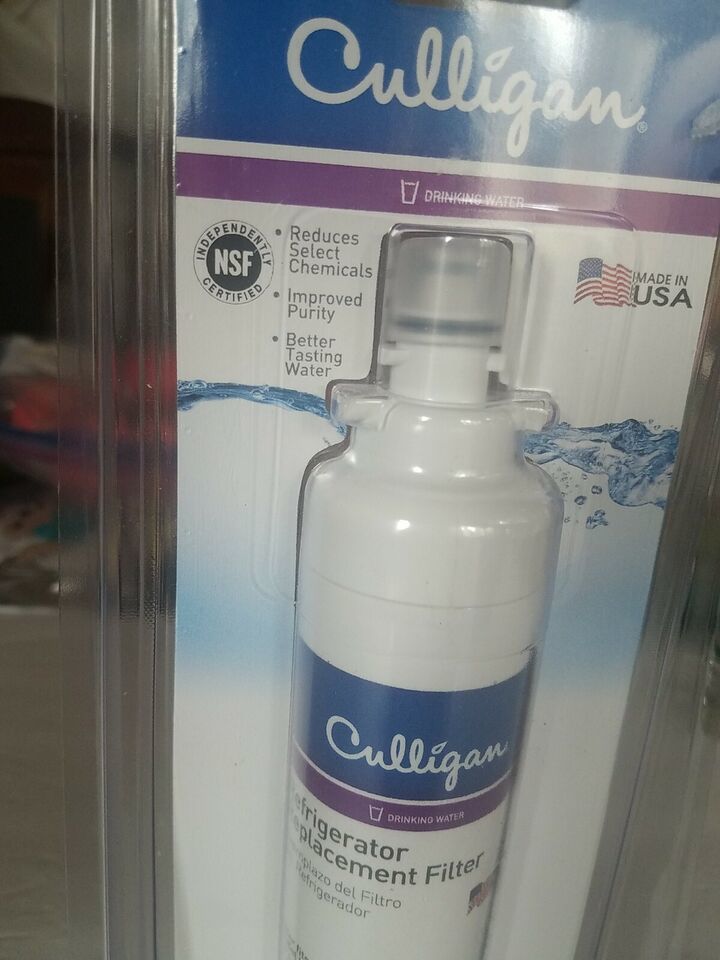 Culligan®
DRINKING WATER
INDEPENDENTLY
NSF
CERTIFIED
• Reduces
Select
Chemicals
• Improved
Purity
• Better
Tasting
Water
MADE IN
USA
Culligan
DRINKING WATER
efrigerator
eplacement Filter
plazo del Filtro
efrigerador